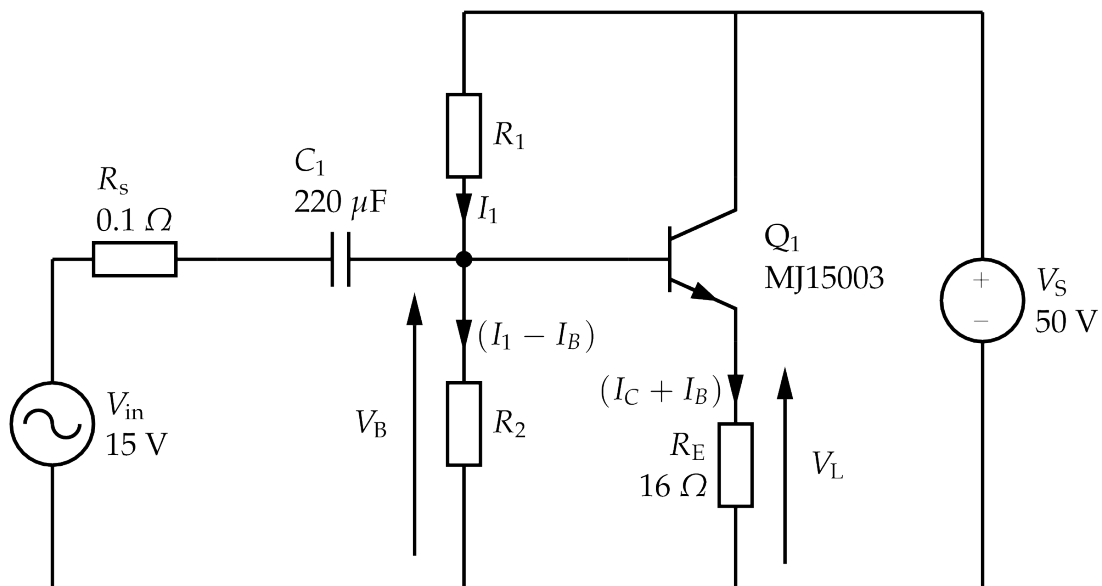 R1
I1
Rs
0.1 Ω
C1
220 μF
Q1
MJ15003
+
−
VS
50 V
Vin
15 V
VB
(I1 − IB)
R2
(IC + IB)
RE
16 Ω
VL